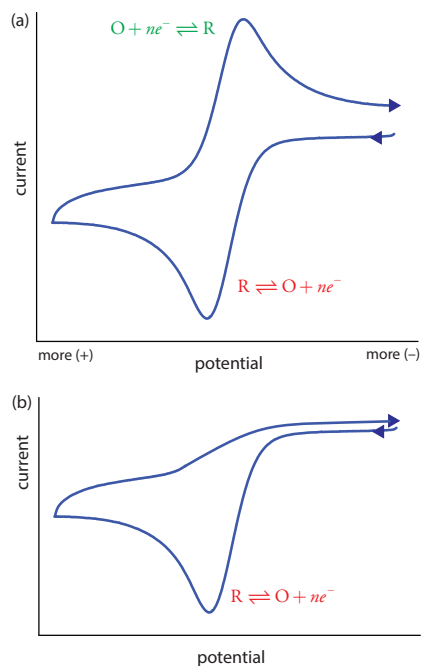 (a)
O + ne⁻ ⇌ R
current
R ⇌ O + ne⁻
more (+)
potential
more (–)
(b)
current
R ⇌ O + ne⁻
potential